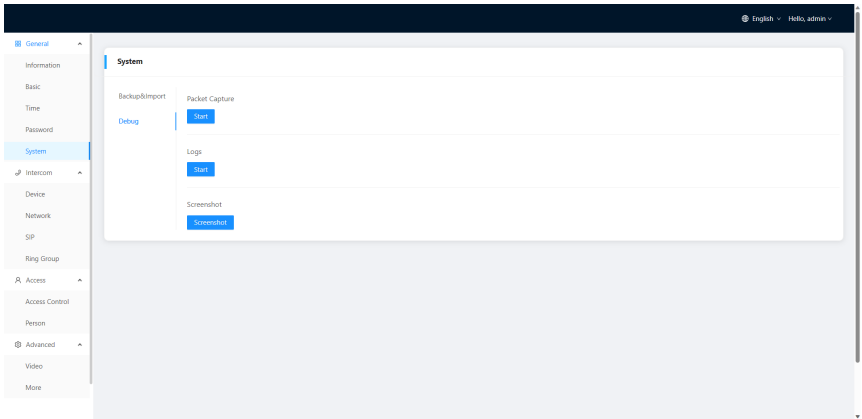 English Hello, admin
General
Information
Basic
Time
Password
System
Intercom
Device
Network
SIP
Ring Group
Access
Access Control
Person
Advanced
Video
More
System
Backup&Import
Debug
Packet Capture
Start
Logs
Start
Screenshot
Screenshot